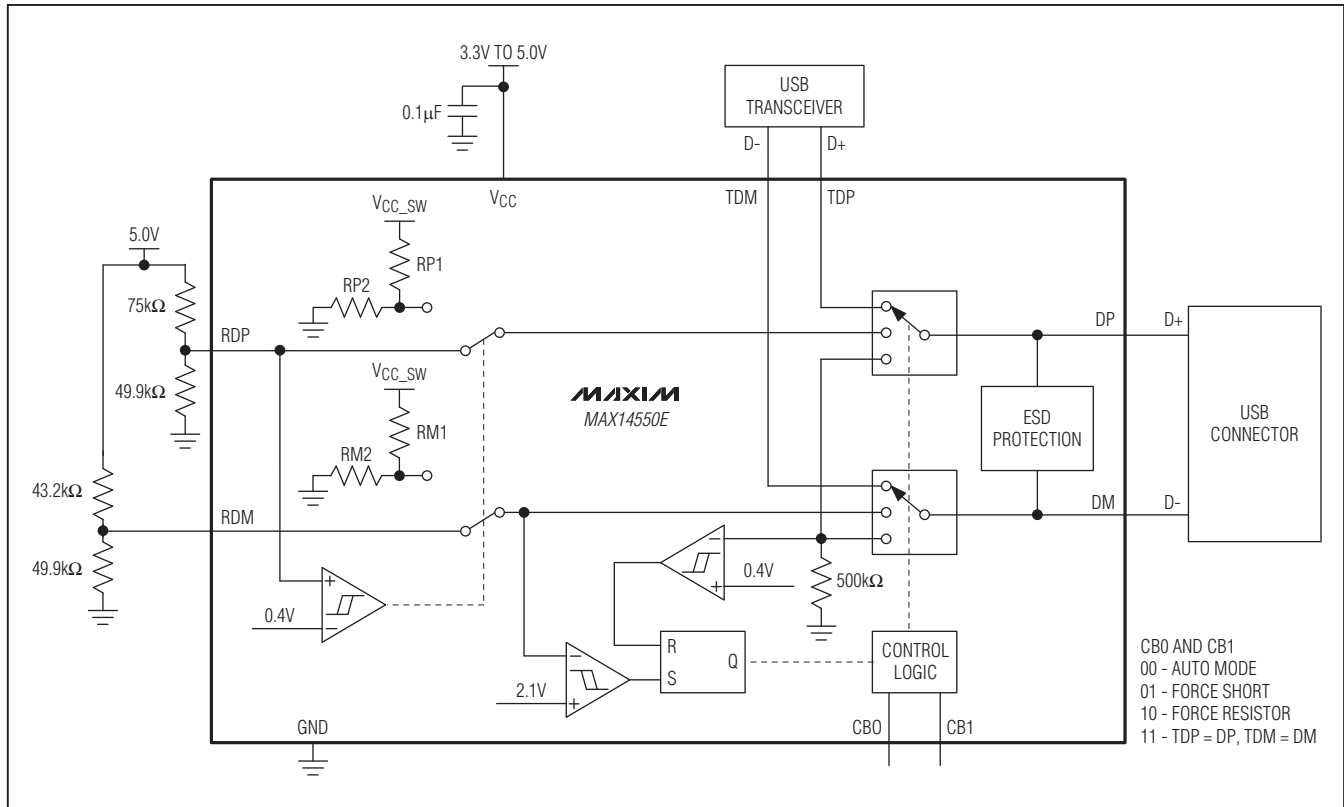 3.3V TO 5.0V
0.1µF
USB
TRANSCEIVER
D-
D+
VCC
TDM
TDP
VCC_SW
RP1
RP2
5.0V
75kΩ
RDP
49.9kΩ
VCC_SW
RM1
RM2
MAXIM
MAX14550E
DP
D+
ESD
PROTECTION
USB
CONNECTOR
43.2kΩ
RDM
49.9kΩ
DM
D-
+
0.4V
-
-
0.4V
+
500kΩ
-
2.1V
+
R
S
Q
CONTROL
LOGIC
GND
CB0
CB1
CB0 AND CB1
00 - AUTO MODE
01 - FORCE SHORT
10 - FORCE RESISTOR
11 - TDP = DP, TDM = DM